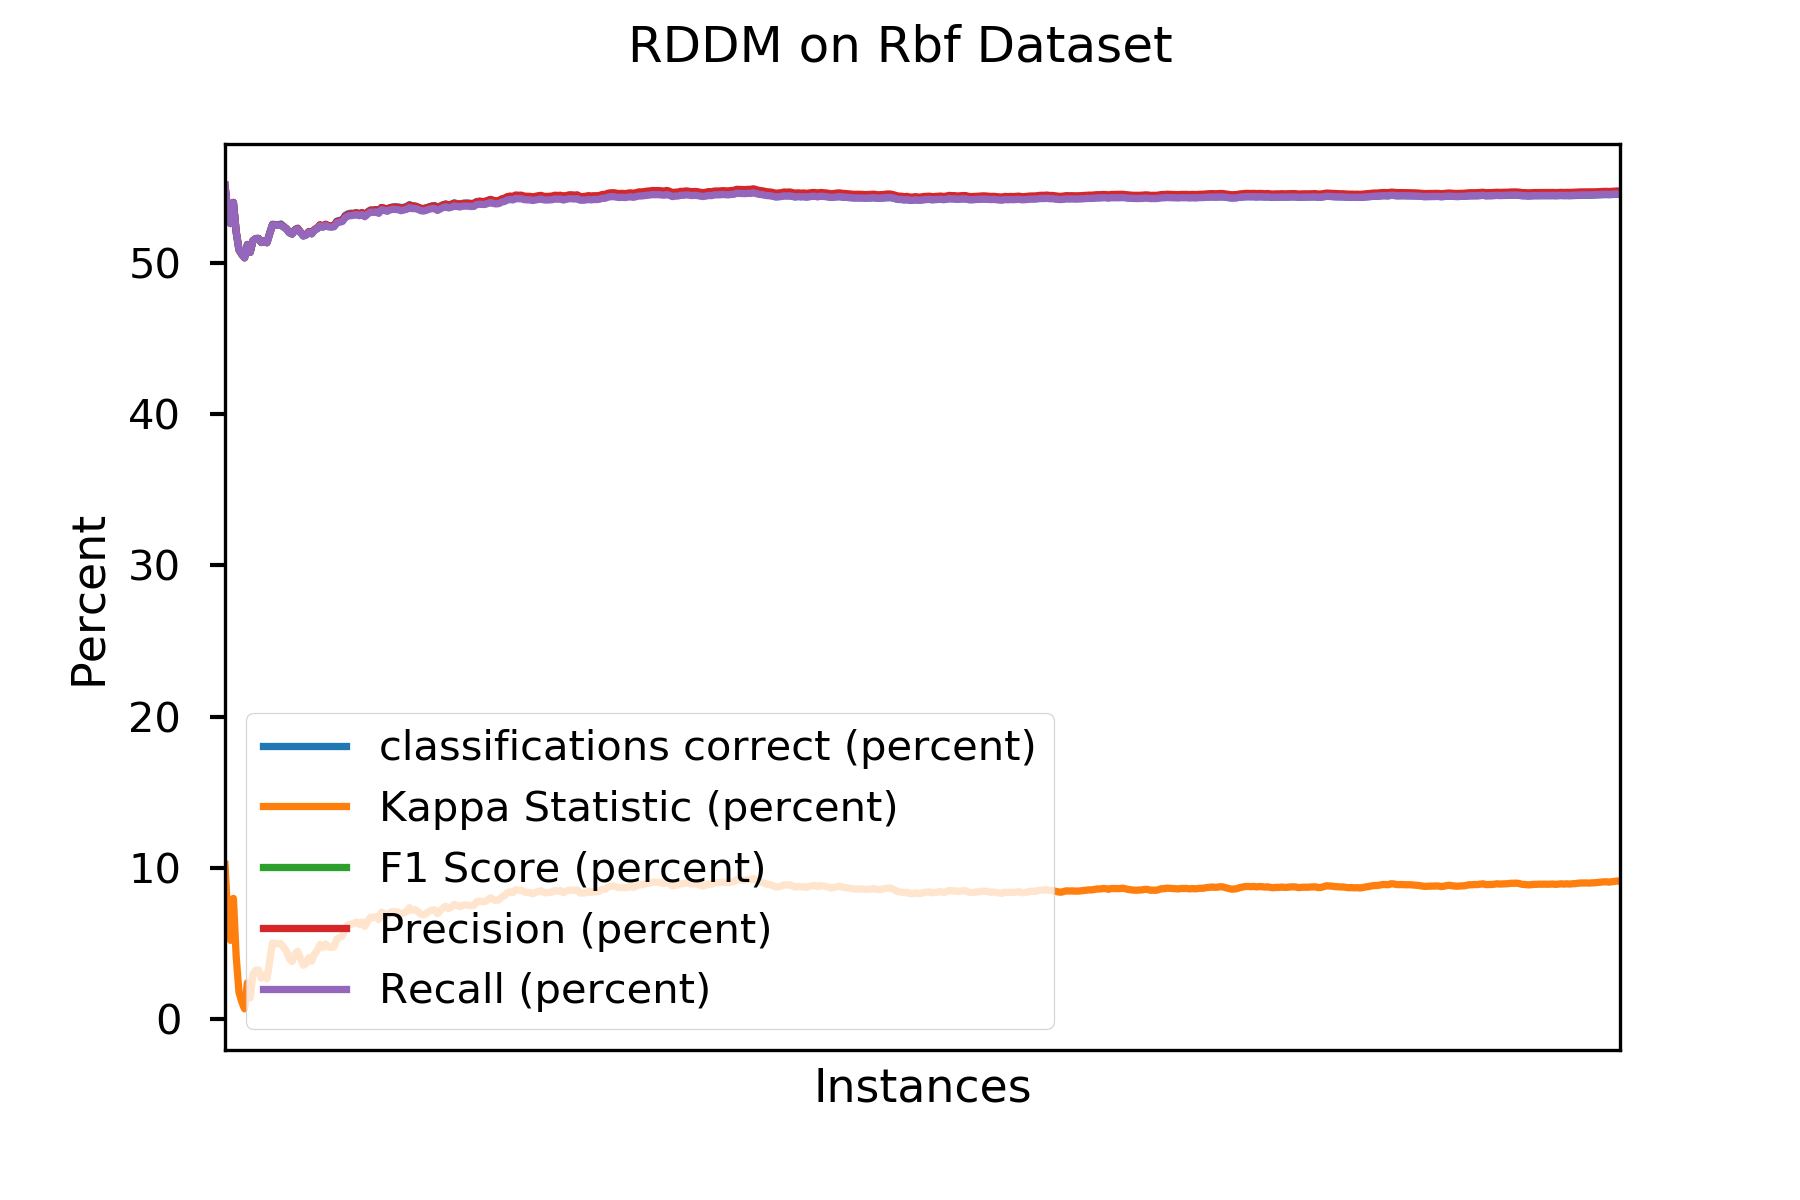 RDDM on Rbf Dataset
Percent
50
40
30
20
10
0
classifications correct (percent)
Kappa Statistic (percent)
F1 Score (percent)
Precision (percent)
Recall (percent)
Instances